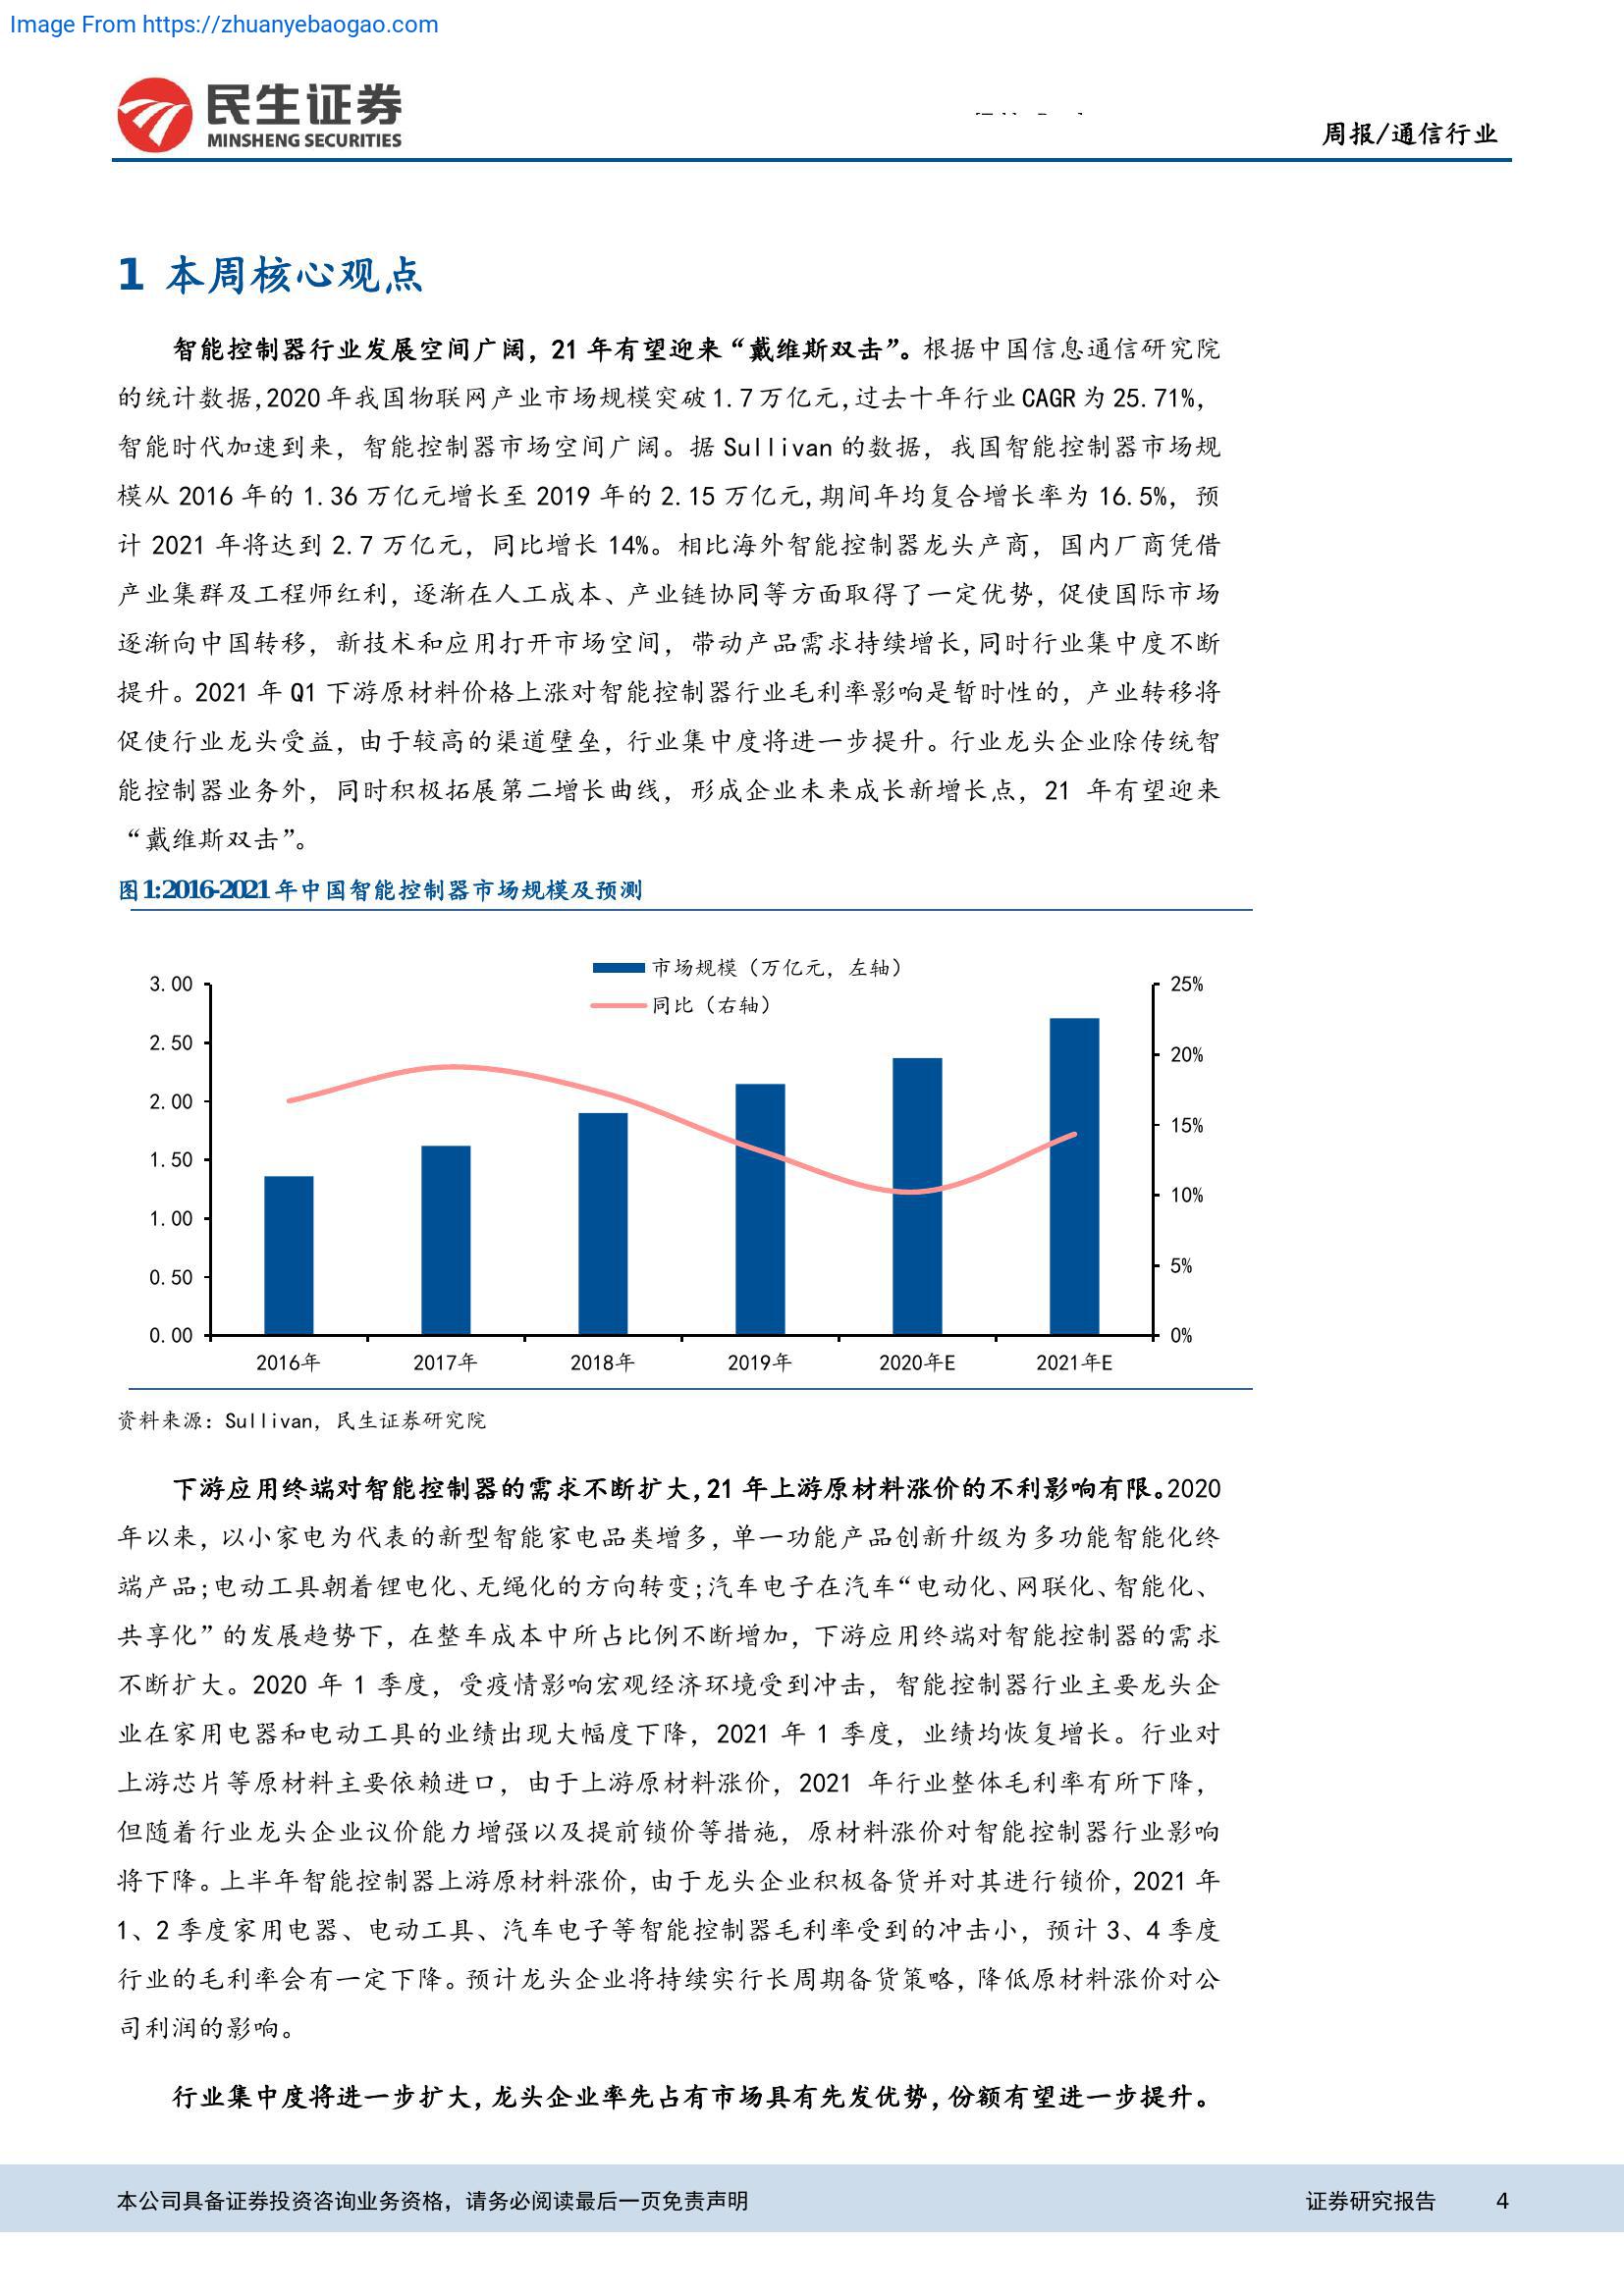 Image From https://zhuanyebaogao.com
民生证券
MINSHENG SECURITIES
周报/通信行业
1 本周核心观点
智能控制器行业发展空间广阔，21 年有望迎来“戴维斯双击”。根据中国信息通信研究院
的统计数据,2020 年我国物联网产业市场规模突破 1.7 万亿元,过去十年行业 CAGR 为 25.71%，
智能时代加速到来，智能控制器市场空间广阔。据 Sullivan 的数据，我国智能控制器市场规
模从 2016 年的 1.36 万亿元增长至 2019 年的 2.15 万亿元,期间年均复合增长率为 16.5%，预
计 2021 年将达到 2.7 万亿元，同比增长 14%。相比海外智能控制器龙头产商，国内厂商凭借
产业集群及工程师红利，逐渐在人工成本、产业链协同等方面取得了一定优势，促使国际市场
逐渐向中国转移，新技术和应用打开市场空间，带动产品需求持续增长,同时行业集中度不断
提升。2021 年 Q1 下游原材料价格上涨对智能控制器行业毛利率影响是暂时性的，产业转移将
促使行业龙头受益，由于较高的渠道壁垒，行业集中度将进一步提升。行业龙头企业除传统智
能控制器业务外，同时积极拓展第二增长曲线，形成企业未来成长新增长点，21 年有望迎来
“戴维斯双击”。
图1:2016-2021 年中国智能控制器市场规模及预测
市场规模（万亿元，左轴）
同比（右轴）
3.00
2.50
2.00
1.50
1.00
0.50
0.00
25%
20%
15%
10%
5%
0%
2016年 2017年 2018年 2019年 2020年E 2021年E
资料来源：Sullivan，民生证券研究院
下游应用终端对智能控制器的需求不断扩大,21 年上游原材料涨价的不利影响有限。2020
年以来，以小家电为代表的新型智能家电品类增多，单一功能产品创新升级为多功能智能化终
端产品;电动工具朝着锂电化、无绳化的方向转变;汽车电子在汽车“电动化、网联化、智能化、
共享化”的发展趋势下，在整车成本中所占比例不断增加，下游应用终端对智能控制器的需求
不断扩大。2020 年 1 季度，受疫情影响宏观经济环境受到冲击，智能控制器行业主要龙头企
业在家用电器和电动工具的业绩出现大幅度下降，2021 年 1 季度，业绩均恢复增长。行业对
上游芯片等原材料主要依赖进口，由于上游原材料涨价，2021 年行业整体毛利率有所下降，
但随着行业龙头企业议价能力增强以及提前锁价等措施，原材料涨价对智能控制器行业影响
将下降。上半年智能控制器上游原材料涨价，由于龙头企业积极备货并对其进行锁价，2021 年
1、2 季度家用电器、电动工具、汽车电子等智能控制器毛利率受到的冲击小，预计 3、4 季度
行业的毛利率会有一定下降。预计龙头企业将持续实行长周期备货策略，降低原材料涨价对公
司利润的影响。
行业集中度将进一步扩大，龙头企业率先占有市场具有先发优势，份额有望进一步提升。
本公司具备证券投资咨询业务资格，请务必阅读最后一页免责声明
证券研究报告 4